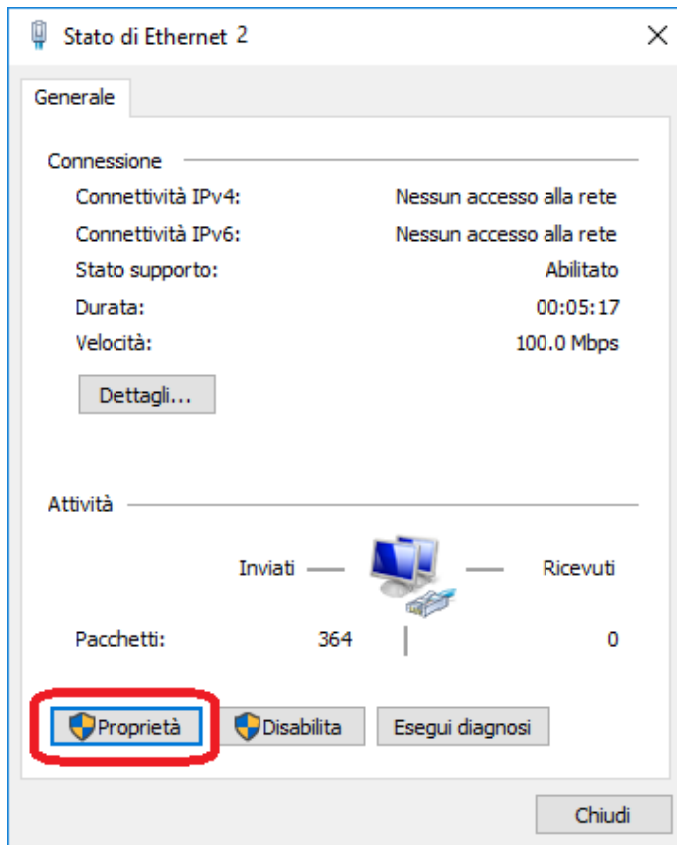 Stato di Ethernet 2
Generale
Connessione
Connettività IPv4: Nessun accesso alla rete
Connettività IPv6: Nessun accesso alla rete
Stato supporto: Abilitato
Durata: 00:05:17
Velocità: 100.0 Mbps
Dettagli...
Attività
Inviati Ricevuti
Pacchetti: 364 0
Proprietà Disabilita Esegui diagnosi
Chiudi